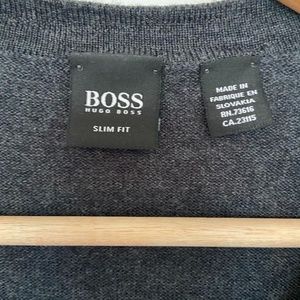 BOSS
HUGO BOSS
SLIM FIT
MADE IN
FABRIQUE EN
SLOVAKIA
RN.73616
CA.23115